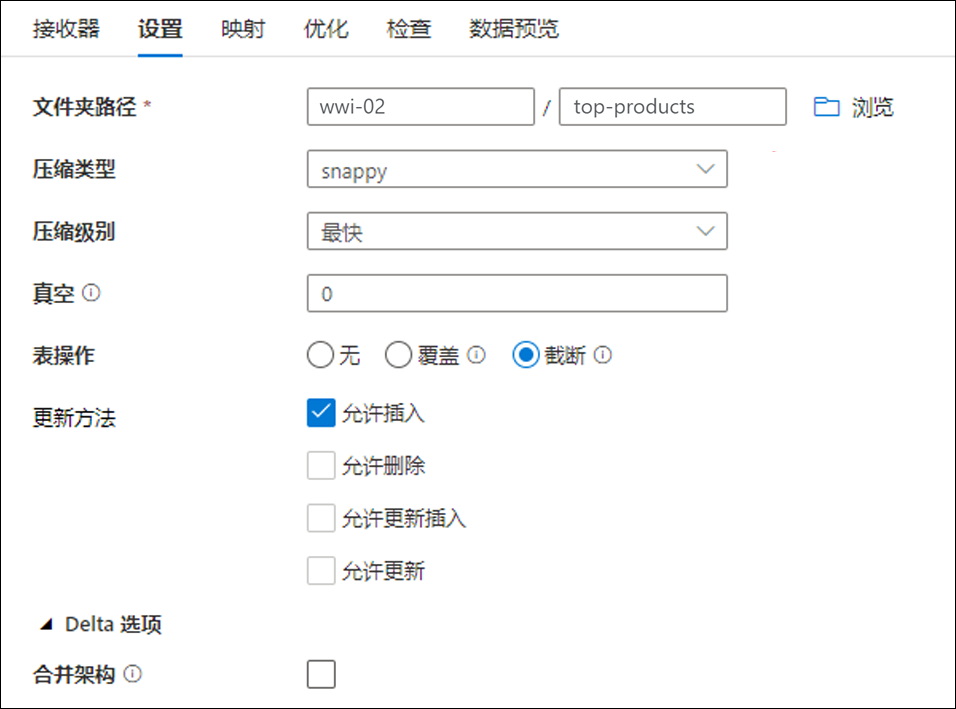 接收器 设置 映射 优化 检查 数据预览
文件夹路径 * wwi-02 / top-products 浏览
压缩类型 snappy
压缩级别 最快
真空 0
表操作 无 覆盖 截断
更新方法 允许插入
允许删除
允许更新插入
允许更新
Delta 选项
合并架构